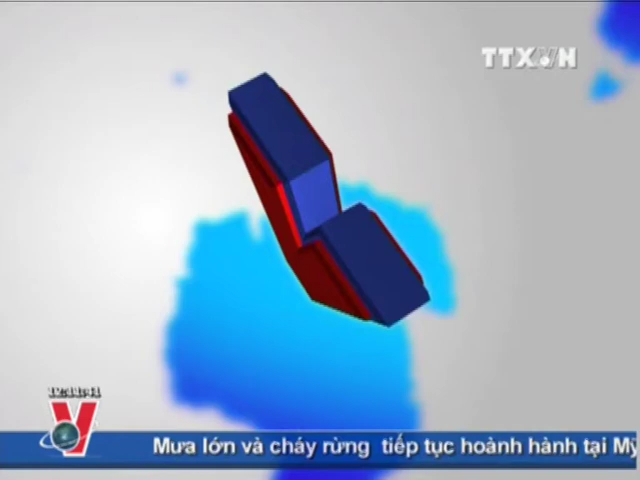 TTXVN
Mưa lớn và cháy rừng tiếp tục hoành hành tại Mỹ